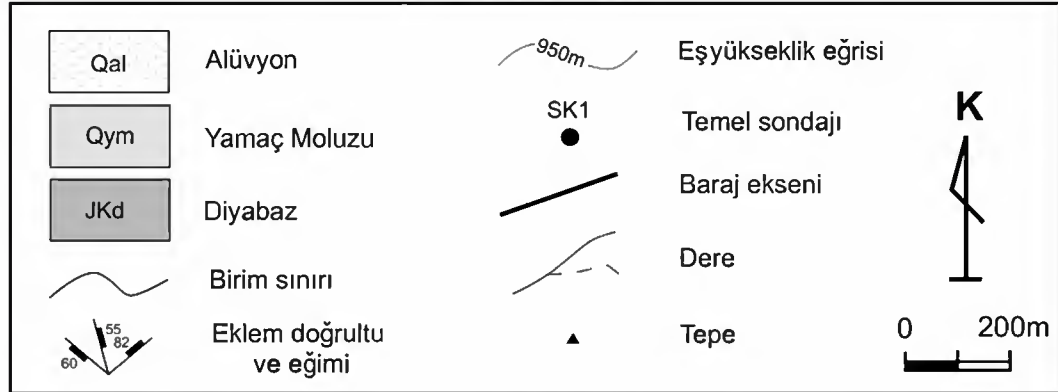 Qal
Alüvyon
Qym
Yamaç Moluzu
JKd
Diyabaz
Birim sınırı
55
82
60
Eklem doğrultu
ve eğimi
950m
Eşyükseklik eğrisi
SK1
Temel sondajı
Baraj ekseni
Dere
Tepe
K
0 200m